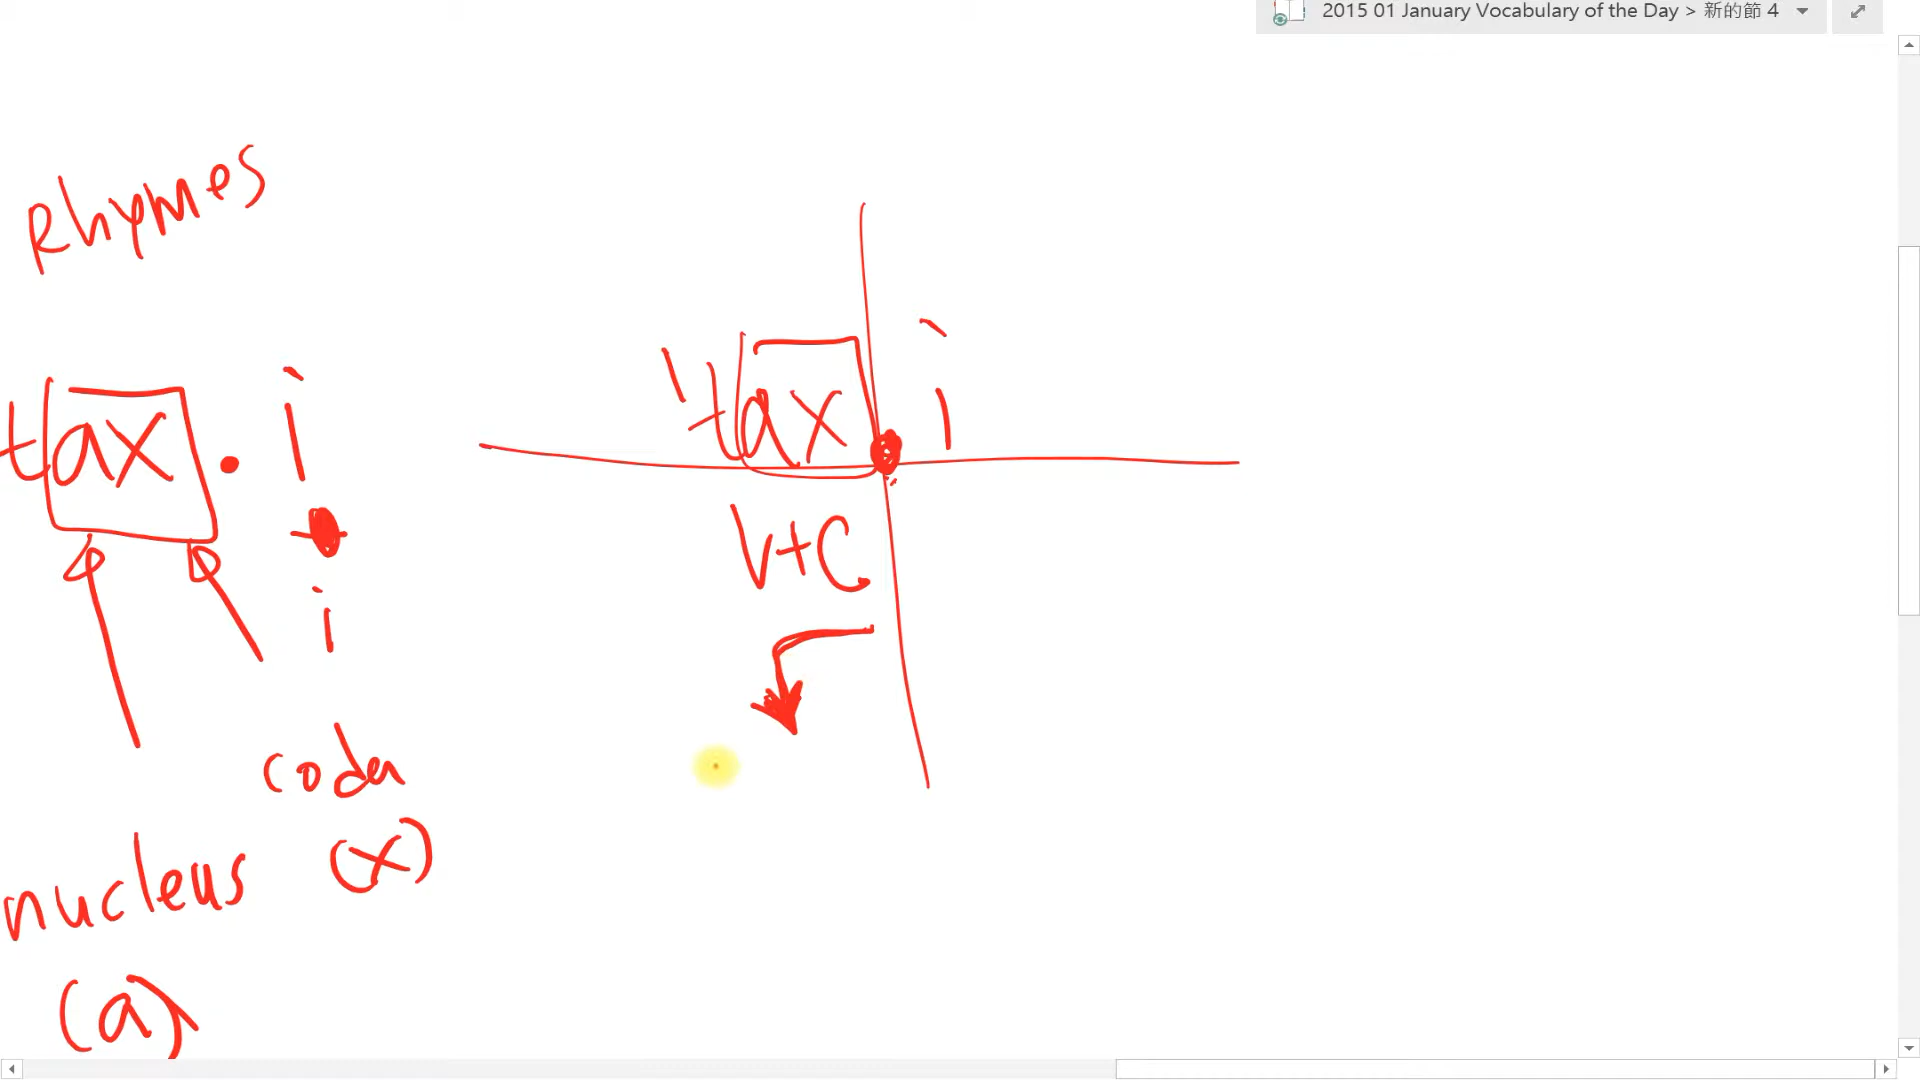 2015 01 January Vocabulary of the Day > 新的節 4
Rhymes
tax . i
i
coda
(x)
nucleus
(a)
'tax i
V+C